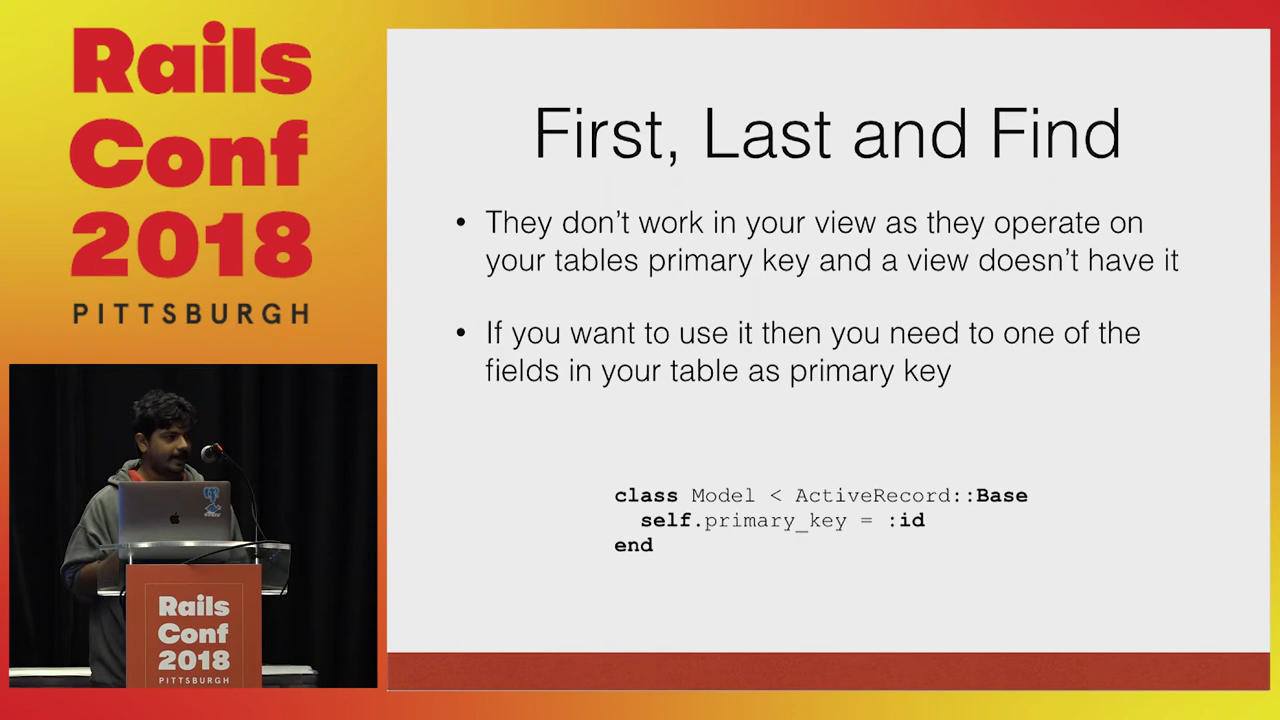 Rails
Conf
2018
PITTSBURGH
First, Last and Find
• They don't work in your view as they operate on
your tables primary key and a view doesn't have it
• If you want to use it then you need to one of the
fields in your table as primary key
class Model < ActiveRecord::Base
  self.primary_key = :id
end
Rails
Conf
2018
PITTSBURGH